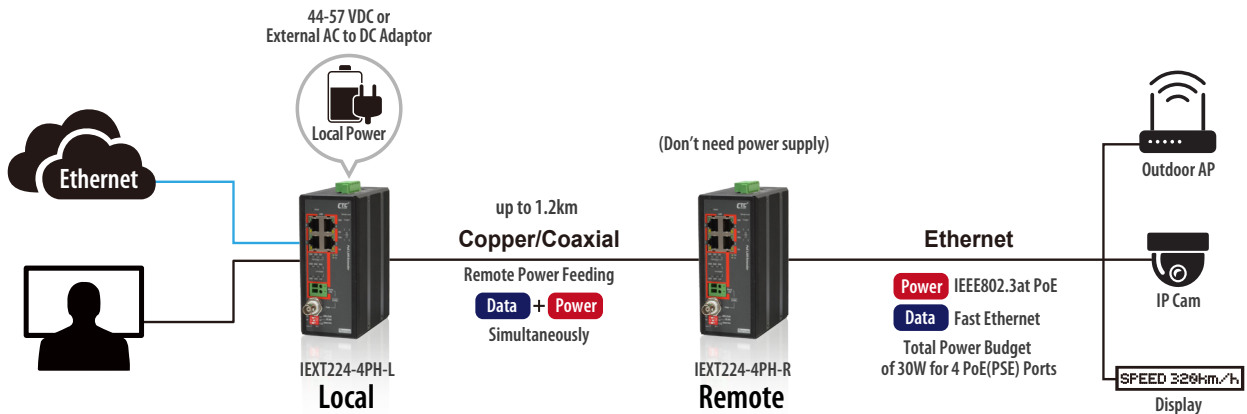 44-57 VDC or
External AC to DC Adaptor
Local Power
Ethernet
CTC
IEXT224-4PH-L
Local
up to 1.2km
Copper/Coaxial
Remote Power Feeding
Data + Power
Simultaneously
(Don't need power supply)
CTC
IEXT224-4PH-R
Remote
Ethernet
Power IEEE802.3at PoE
Data Fast Ethernet
Total Power Budget
of 30W for 4 PoE(PSE) Ports
Outdoor AP
IP Cam
SPEED 320km/h
Display